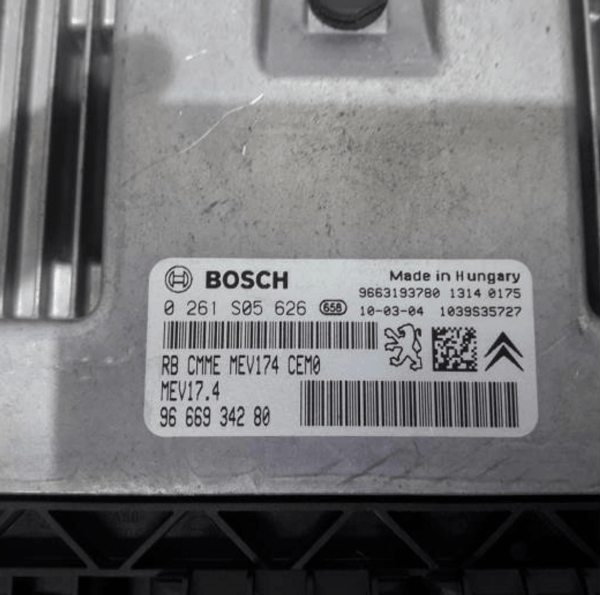 BOSCH
Made in Hungary
9663193780 1314 0175
0 261 S05 626 658 10-03-04 1039S35727
RB CMME MEV174 CEM0
MEV17.4
96 669 342 80